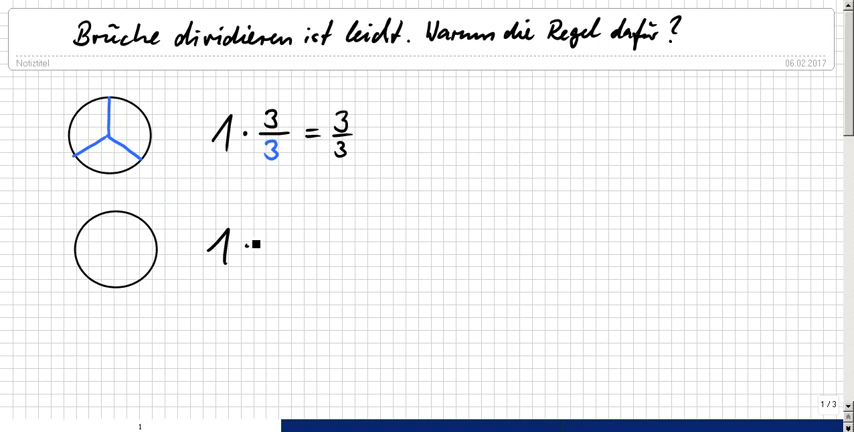 Brüche dividieren ist leicht. Warum die Regel dafür?
Notiztitel
06.02.2017
1 · 3/3 = 3/3
1 ·
1 / 3
1